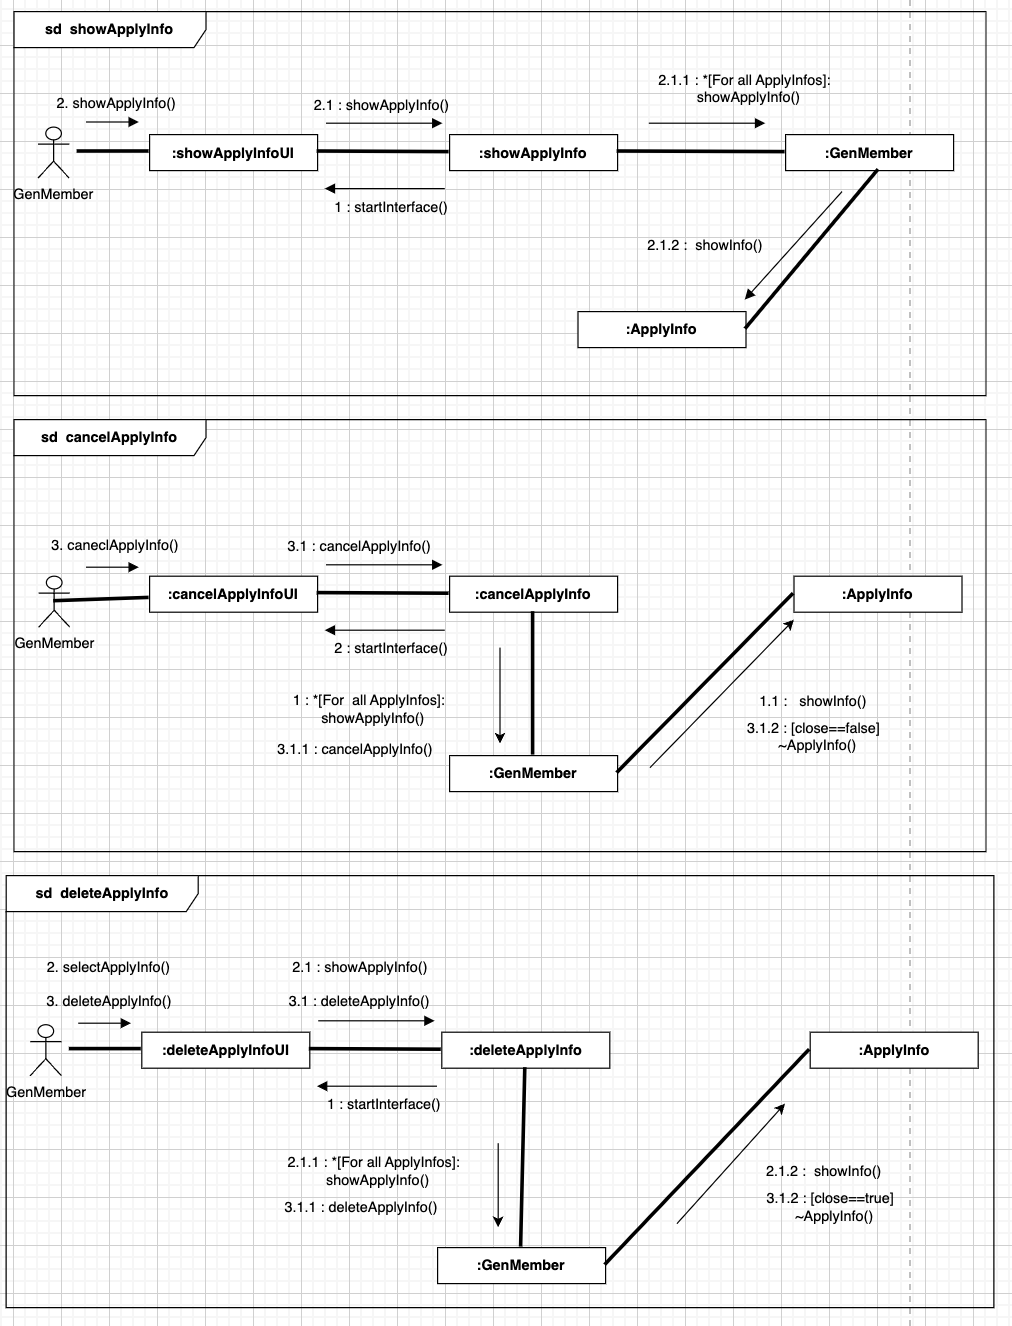 sd showApplyInfo
2.1.1 : *[For all ApplyInfos]:
showApplyInfo()
2. showApplyInfo()
2.1 : showApplyInfo()
:showApplyInfoUI
:showApplyInfo
:GenMember
GenMember
1 : startInterface()
2.1.2 : showInfo()
:ApplyInfo
sd cancelApplyInfo
3. caneclApplyInfo()
3.1 : cancelApplyInfo()
:cancelApplyInfoUI
:cancelApplyInfo
:ApplyInfo
GenMember
2 : startInterface()
1 : *[For all ApplyInfos]:
showApplyInfo()
1.1 : showInfo()
3.1.2 : [close==false]
~ApplyInfo()
3.1.1 : cancelApplyInfo()
:GenMember
sd deleteApplyInfo
2. selectApplyInfo()
2.1 : showApplyInfo()
3. deleteApplyInfo()
3.1 : deleteApplyInfo()
:deleteApplyInfoUI
:deleteApplyInfo
:ApplyInfo
GenMember
1 : startInterface()
2.1.1 : *[For all ApplyInfos]:
showApplyInfo()
2.1.2 : showInfo()
3.1.1 : deleteApplyInfo()
3.1.2 : [close==true]
~ApplyInfo()
:GenMember